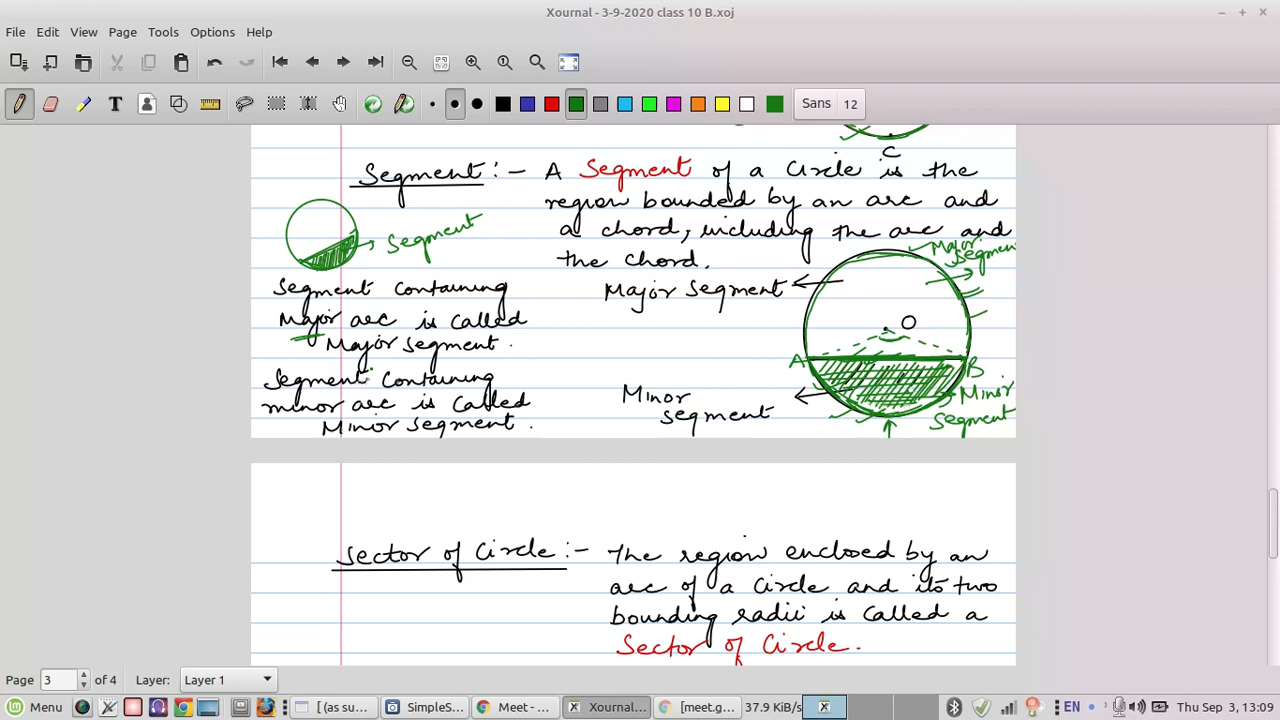 Xournal - 3-9-2020 class 10 B.xoj
File Edit View Page Tools Options Help
Sans 12
C
Segment :- A Segment of a Circle is the
region bounded by an arc and
a chord, including the arc and
the chord.
Segment
Segment containing
Major arc is called
Major segment.
Segment containing
minor arc is called
Minor segment.
Major Segment
Major
Segment
O
A
B
Minor
segment
Minor
Segment
Sector of Circle :- The region enclosed by an
arc of a Circle and its two
bounding radii is called a
Sector of Circle.
Page 3 of 4 Layer: Layer 1
Menu [(as su... SimpleS... Meet - ... Xournal... [meet.g... 37.9 K/s EN Thu Sep 3, 13:09